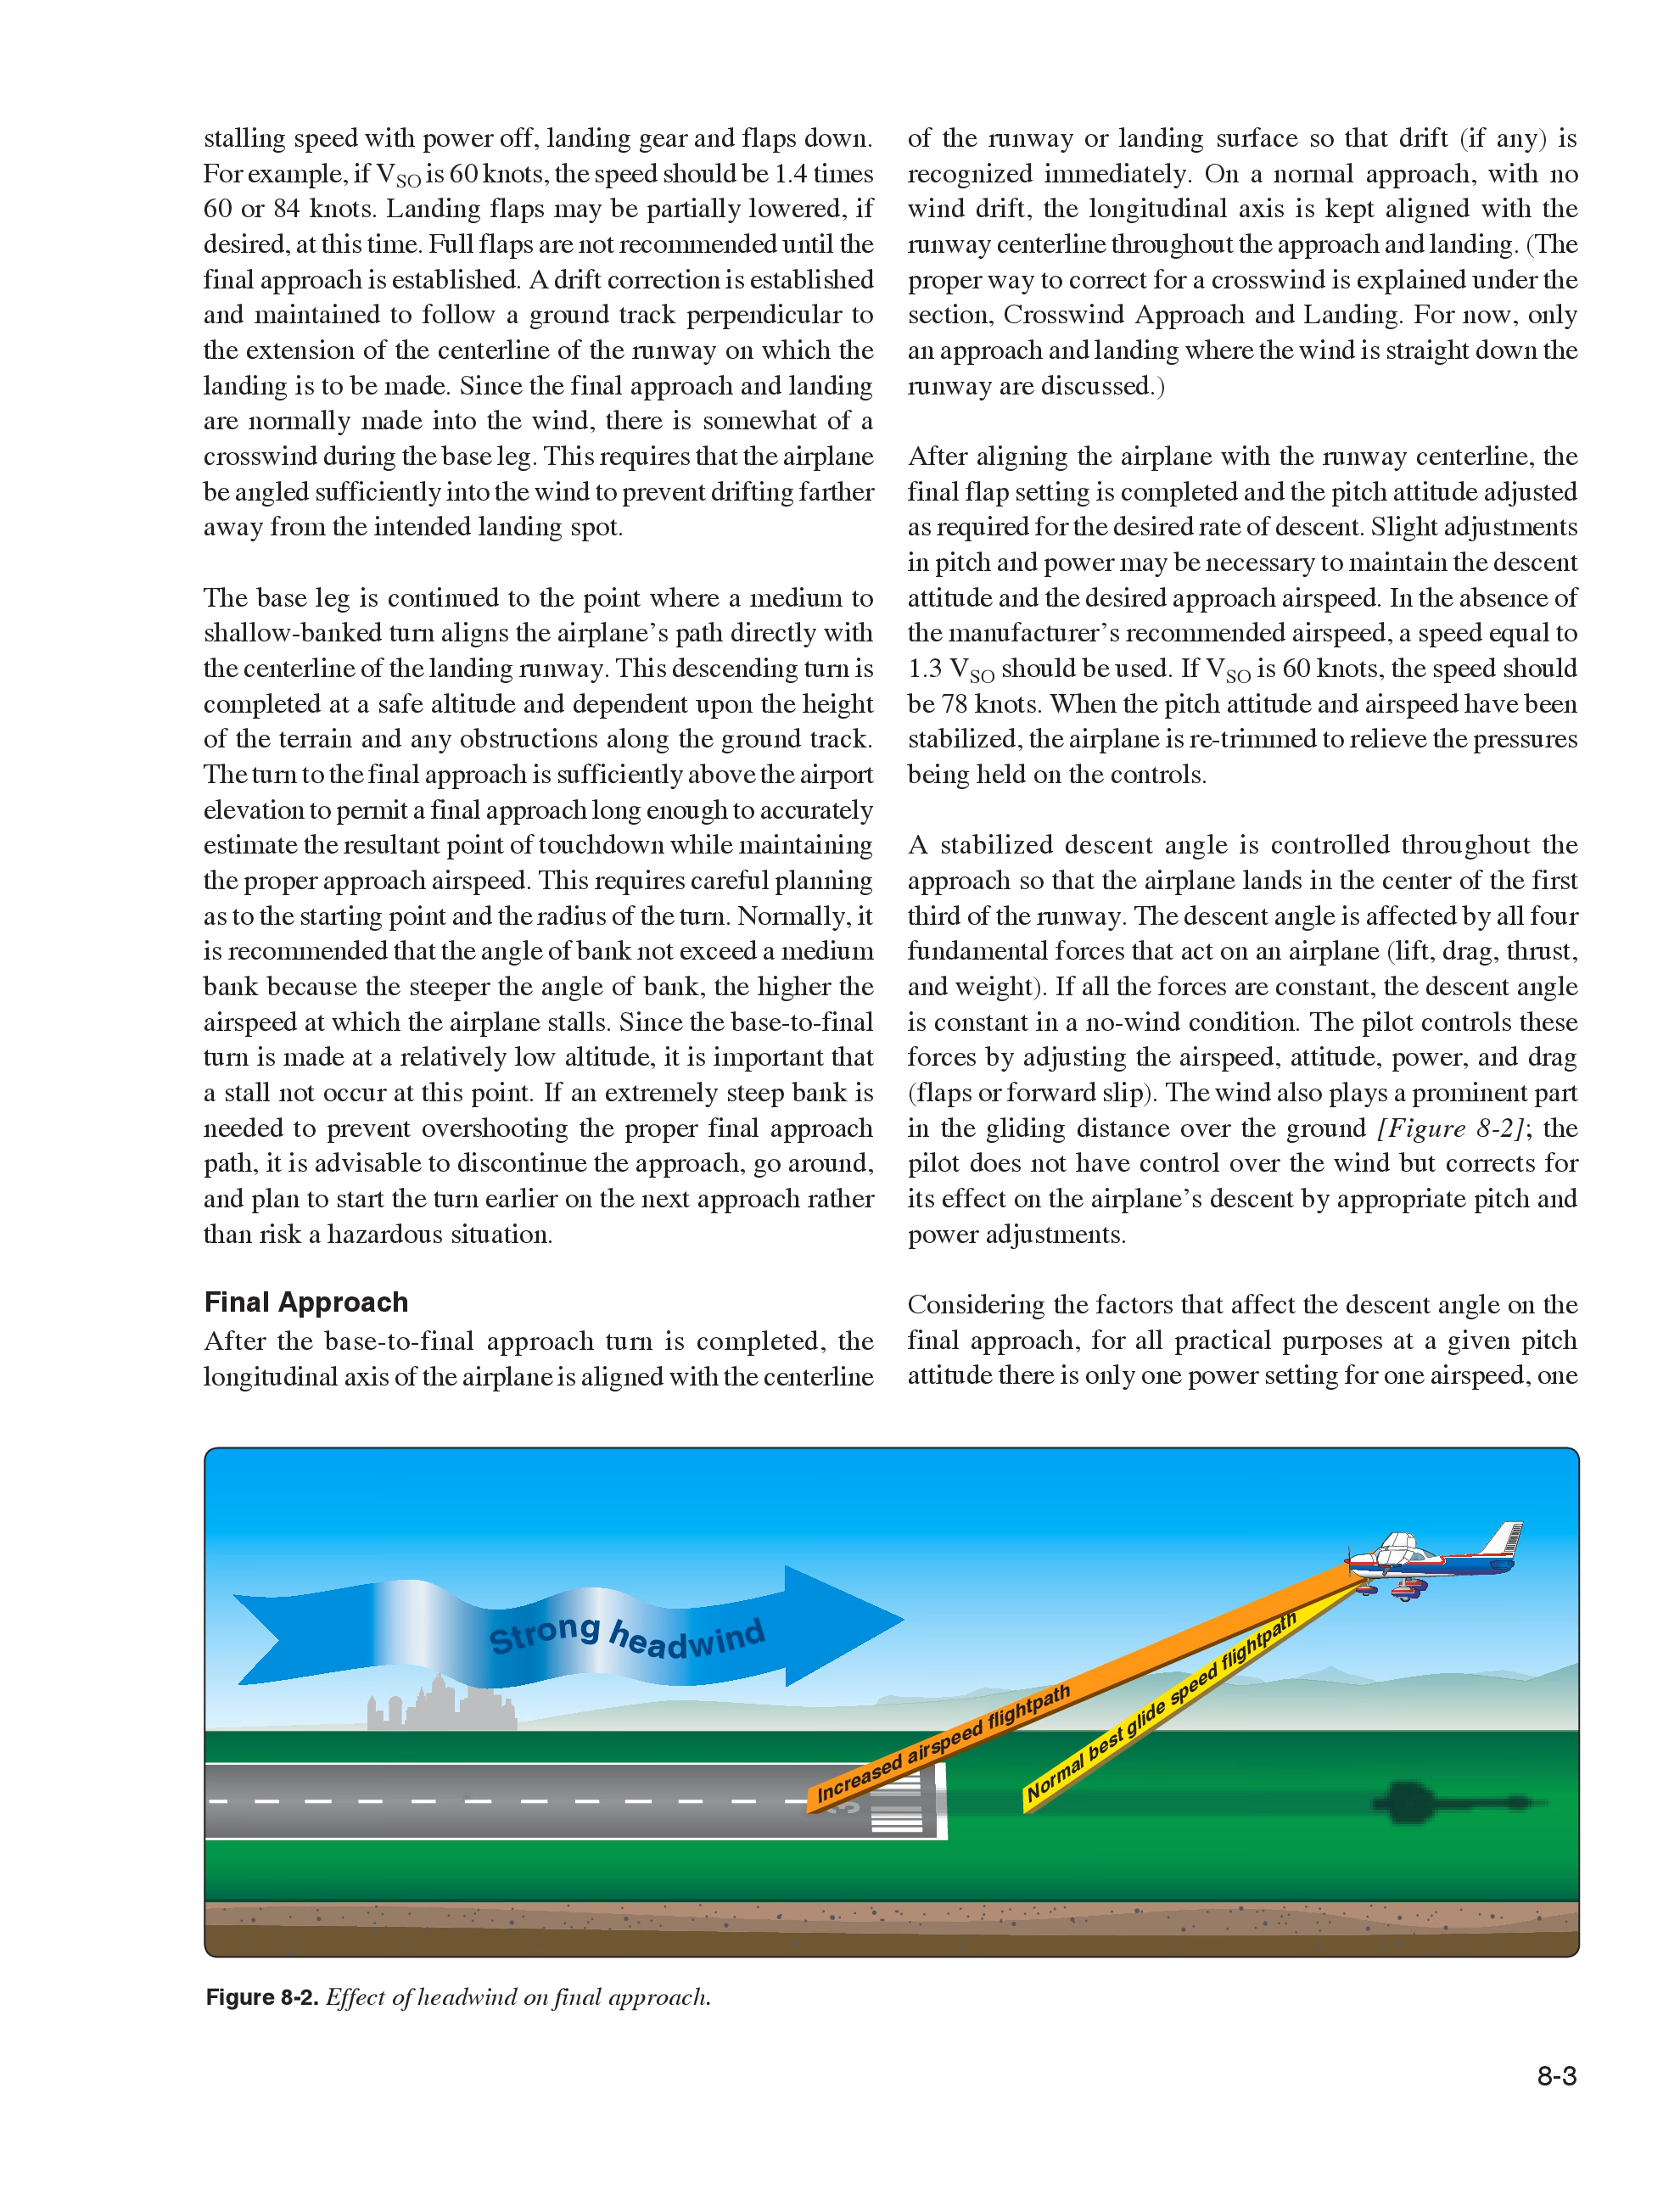 stalling speed with power off, landing gear and flaps down.
For example, if VSO is 60 knots, the speed should be 1.4 times
60 or 84 knots. Landing flaps may be partially lowered, if
desired, at this time. Full flaps are not recommended until the
final approach is established. A drift correction is established
and maintained to follow a ground track perpendicular to
the extension of the centerline of the runway on which the
landing is to be made. Since the final approach and landing
are normally made into the wind, there is somewhat of a
crosswind during the base leg. This requires that the airplane
be angled sufficiently into the wind to prevent drifting farther
away from the intended landing spot.
The base leg is continued to the point where a medium to
shallow-banked turn aligns the airplane’s path directly with
the centerline of the landing runway. This descending turn is
completed at a safe altitude and dependent upon the height
of the terrain and any obstructions along the ground track.
The turn to the final approach is sufficiently above the airport
elevation to permit a final approach long enough to accurately
estimate the resultant point of touchdown while maintaining
the proper approach airspeed. This requires careful planning
as to the starting point and the radius of the turn. Normally, it
is recommended that the angle of bank not exceed a medium
bank because the steeper the angle of bank, the higher the
airspeed at which the airplane stalls. Since the base-to-final
turn is made at a relatively low altitude, it is important that
a stall not occur at this point. If an extremely steep bank is
needed to prevent overshooting the proper final approach
path, it is advisable to discontinue the approach, go around,
and plan to start the turn earlier on the next approach rather
than risk a hazardous situation.
Final Approach
After the base-to-final approach turn is completed, the
longitudinal axis of the airplane is aligned with the centerline
of the runway or landing surface so that drift (if any) is
recognized immediately. On a normal approach, with no
wind drift, the longitudinal axis is kept aligned with the
runway centerline throughout the approach and landing. (The
proper way to correct for a crosswind is explained under the
section, Crosswind Approach and Landing. For now, only
an approach and landing where the wind is straight down the
runway are discussed.)
After aligning the airplane with the runway centerline, the
final flap setting is completed and the pitch attitude adjusted
as required for the desired rate of descent. Slight adjustments
in pitch and power may be necessary to maintain the descent
attitude and the desired approach airspeed. In the absence of
the manufacturer’s recommended airspeed, a speed equal to
1.3 VSO should be used. If VSO is 60 knots, the speed should
be 78 knots. When the pitch attitude and airspeed have been
stabilized, the airplane is re-trimmed to relieve the pressures
being held on the controls.
A stabilized descent angle is controlled throughout the
approach so that the airplane lands in the center of the first
third of the runway. The descent angle is affected by all four
fundamental forces that act on an airplane (lift, drag, thrust,
and weight). If all the forces are constant, the descent angle
is constant in a no-wind condition. The pilot controls these
forces by adjusting the airspeed, attitude, power, and drag
(flaps or forward slip). The wind also plays a prominent part
in the gliding distance over the ground [Figure 8-2]; the
pilot does not have control over the wind but corrects for
its effect on the airplane’s descent by appropriate pitch and
power adjustments.
Considering the factors that affect the descent angle on the
final approach, for all practical purposes at a given pitch
attitude there is only one power setting for one airspeed, one
Strong headwind
Increased airspeed flightpath
Normal best glide speed flightpath
Figure 8-2. Effect of headwind on final approach.
8-3